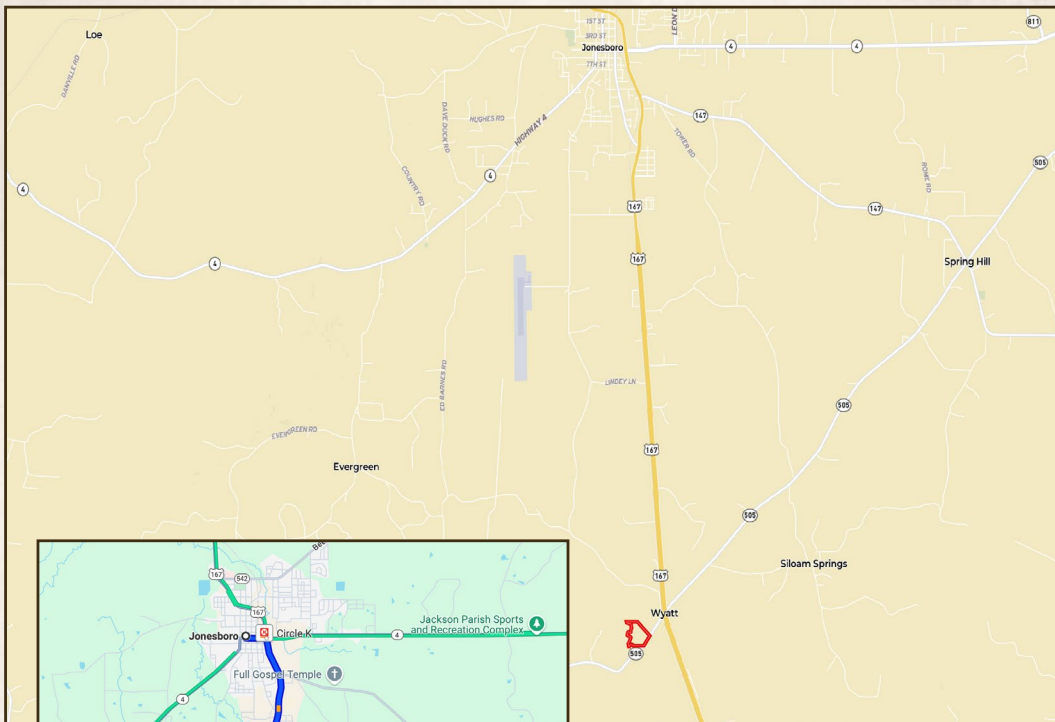 Loe
1ST ST
3RD ST
Jonesboro
7TH ST
LEON D
811
4
4
DANVILLE RD
DAVE DUCK RD
HUGHES RD
HIGHWAY 4
147
TOWER RD
505
4
4
COUNTRY RD
ROME RD
167
147
4
167
Spring Hill
ED BARNES RD
LINDEY LN
505
EVERGREEN RD
167
Evergreen
505
167
Siloam Springs
Wyatt
505
167
542
167
Jonesboro
Circle K
4
Jackson Parish Sports
and Recreation Complex
Full Gospel Temple
4